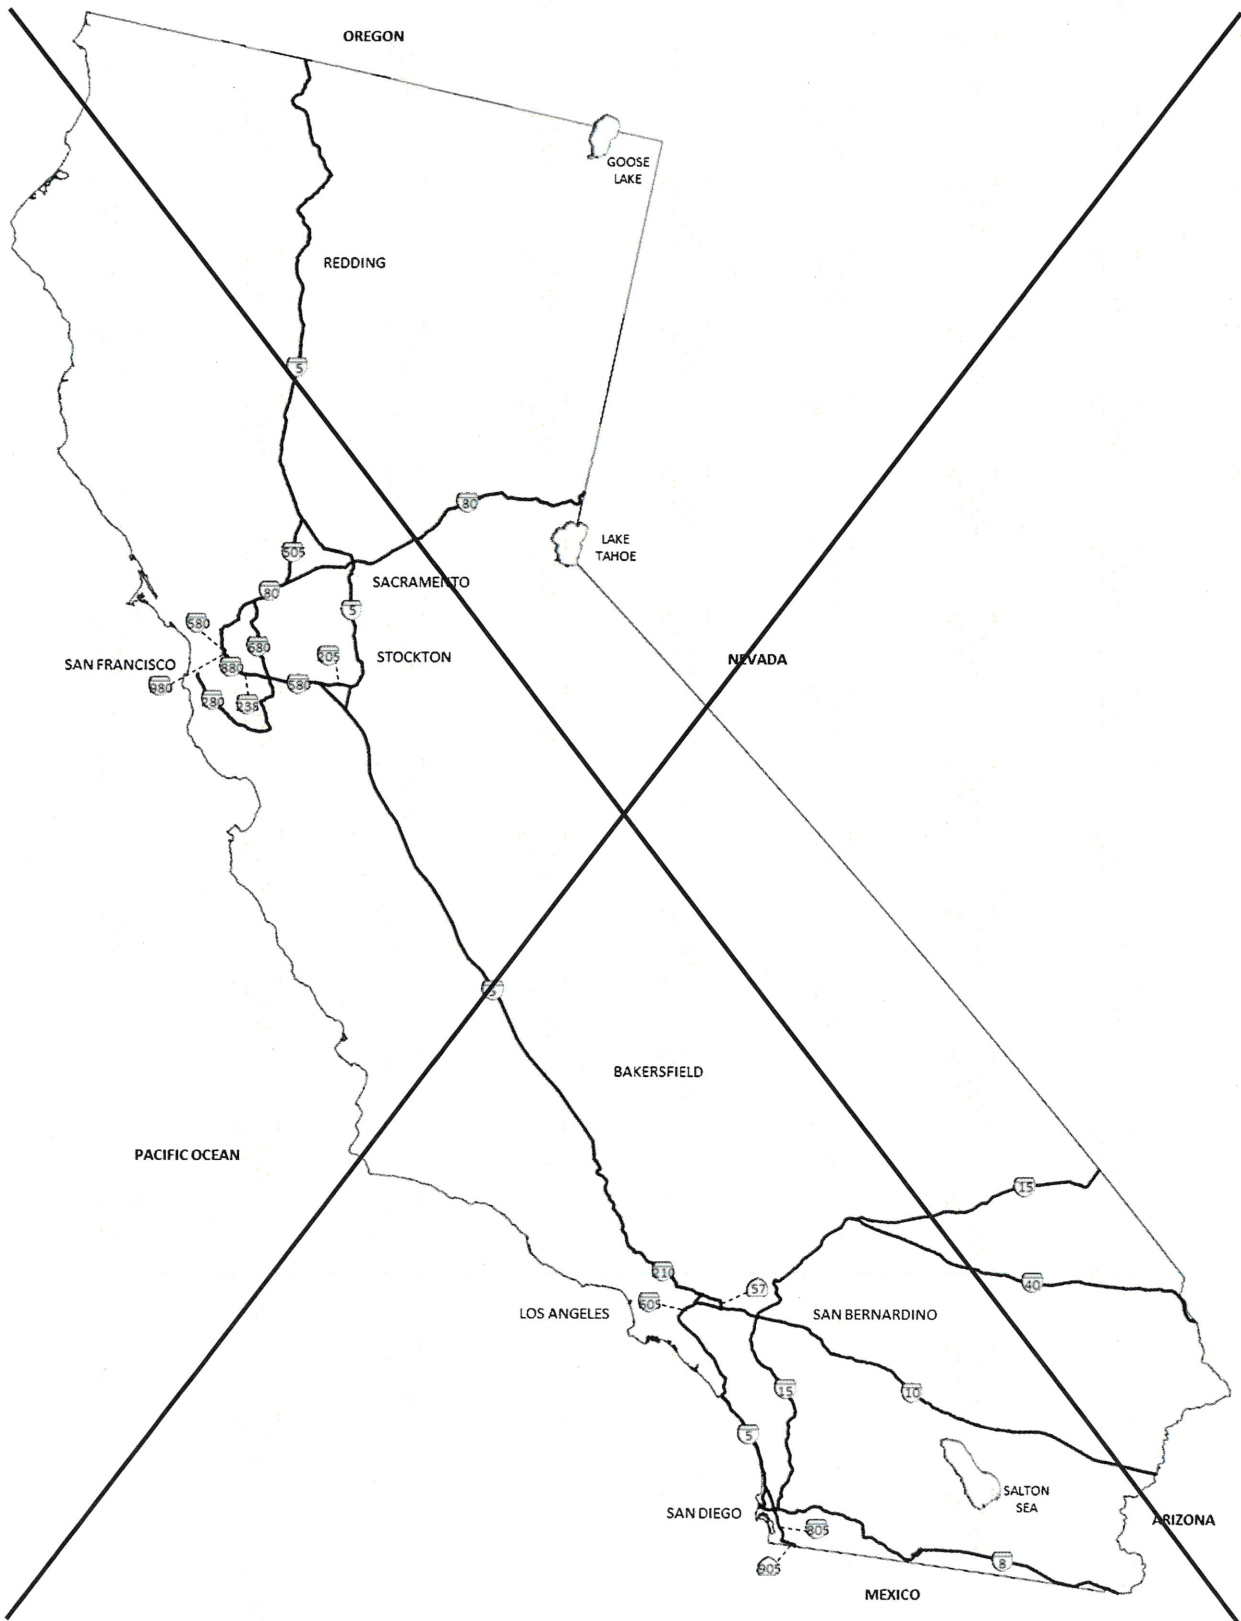 OREGON
GOOSE
LAKE
REDDING
5
80
505
LAKE
TAHOE
SACRAMENTO
80
5
580
680
205
STOCKTON
NEVADA
SAN FRANCISCO
880
980
580
280
238
5
BAKERSFIELD
PACIFIC OCEAN
15
210
40
57
605
LOS ANGELES
SAN BERNARDINO
15
10
5
SALTON
SEA
SAN DIEGO
805
ARIZONA
8
905
MEXICO